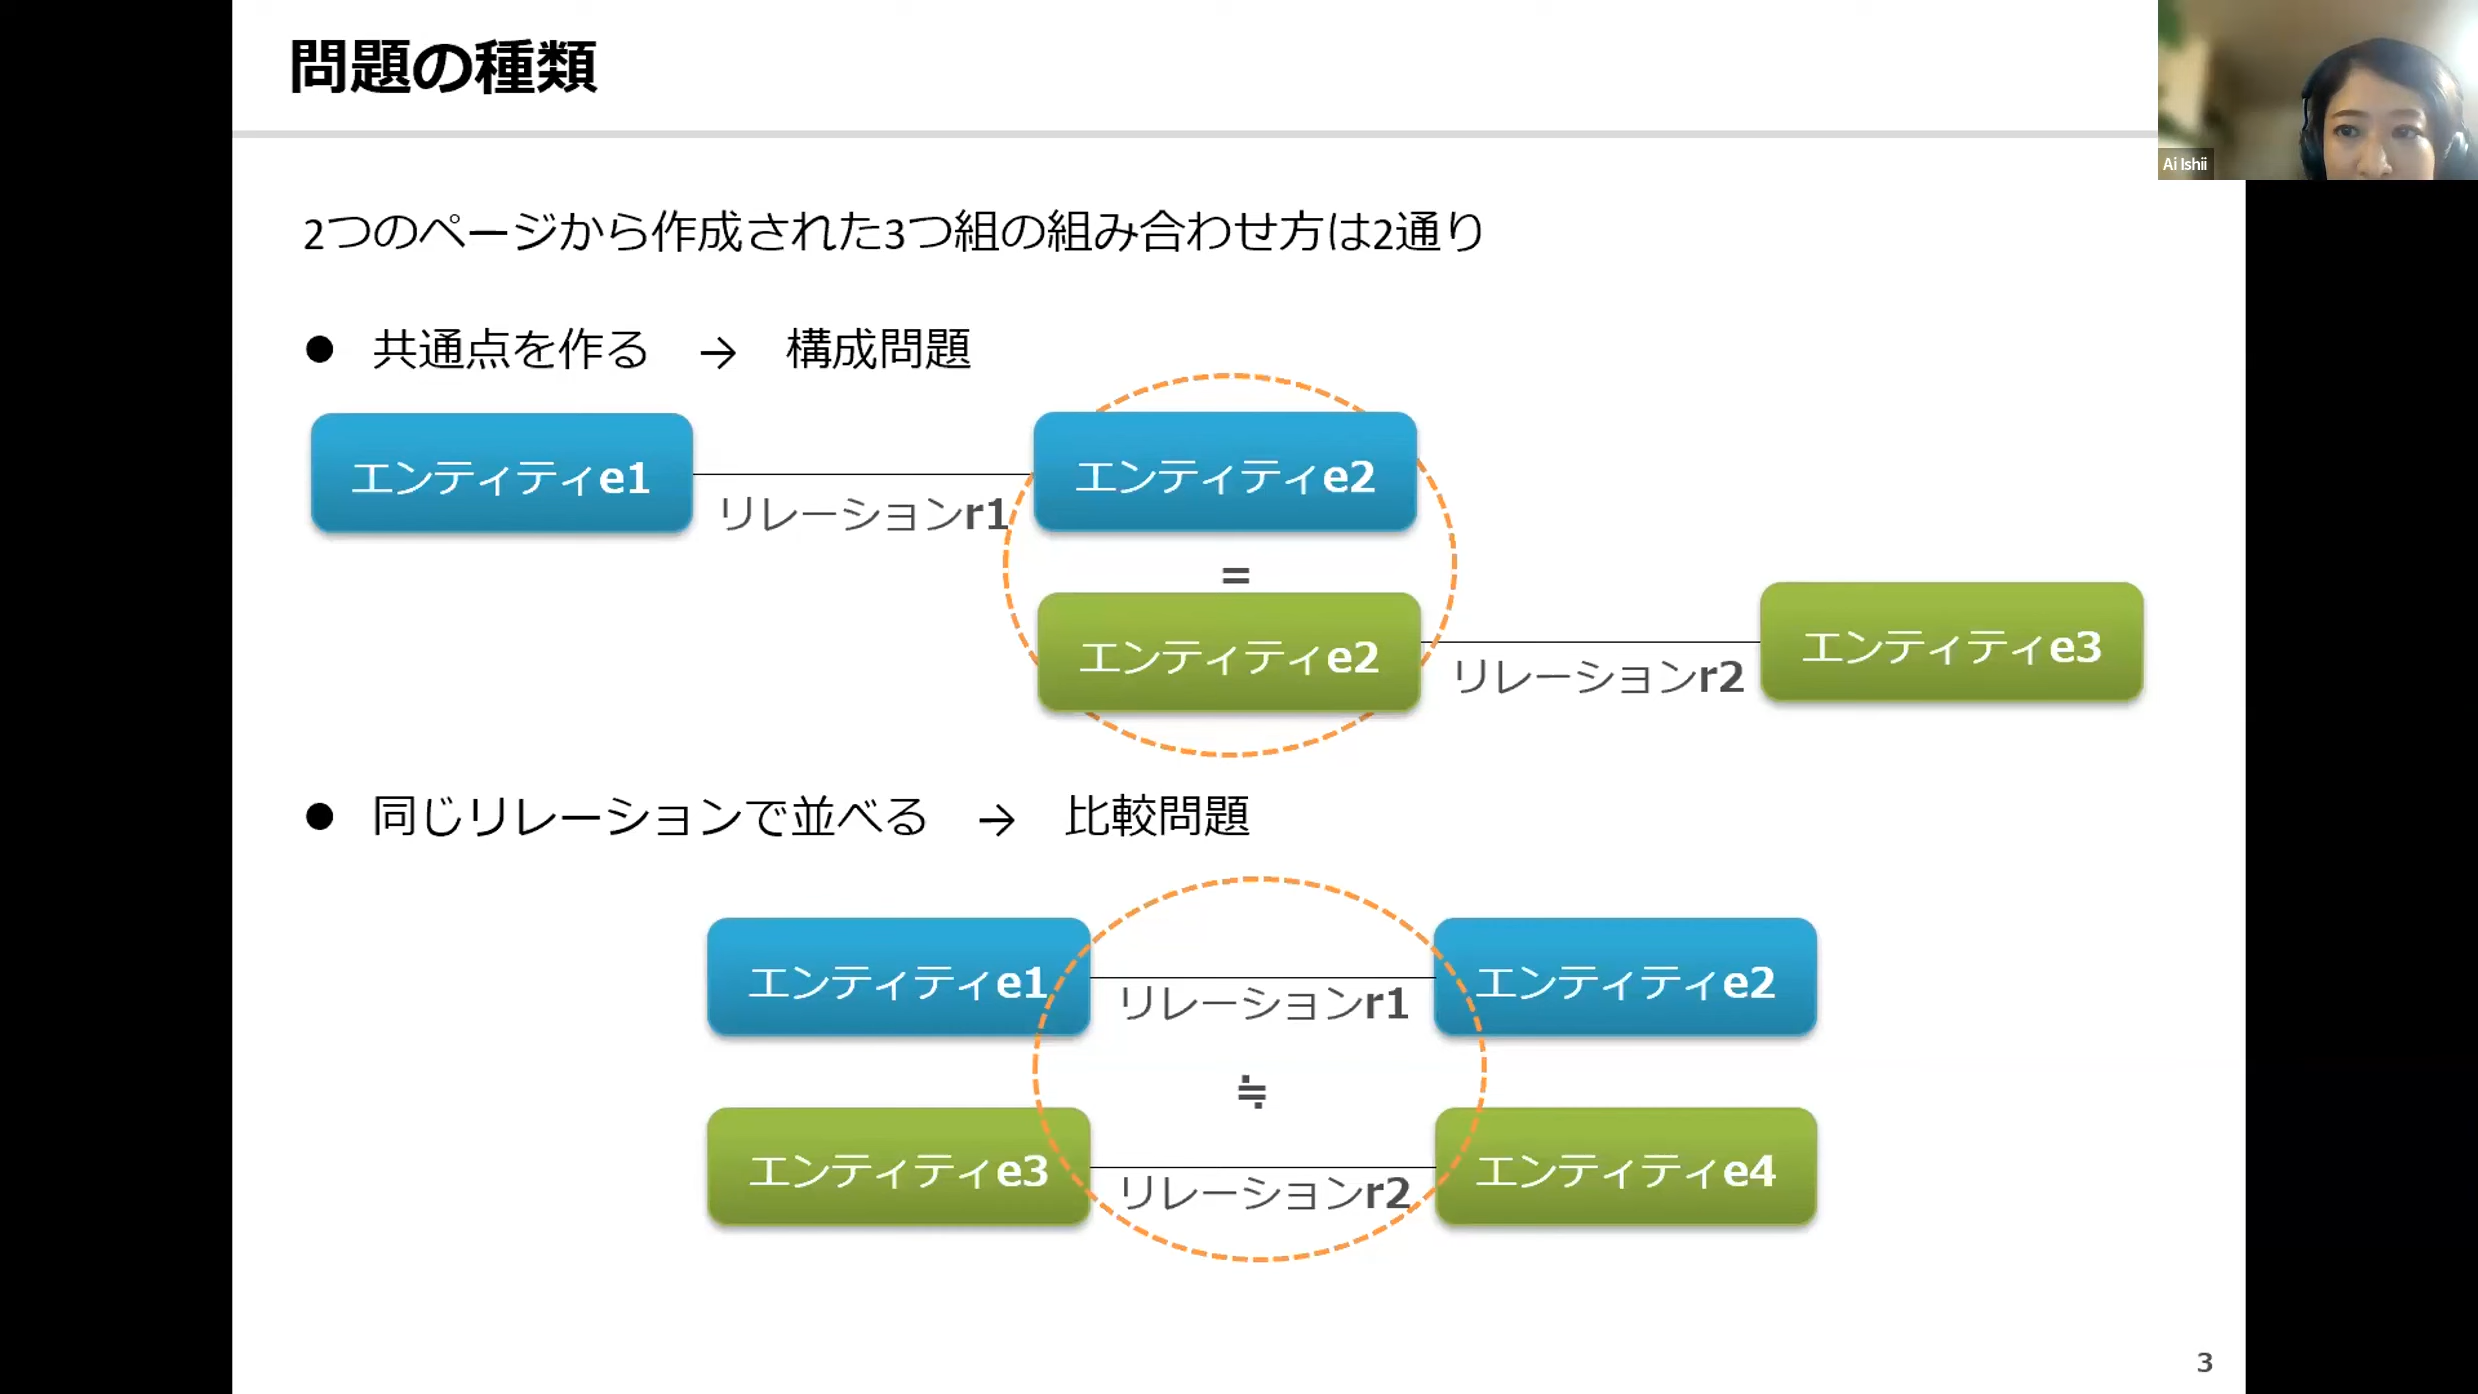 問題の種類
Ai Ishii
2つのページから作成された3つ組の組み合わせ方は2通り
● 共通点を作る → 構成問題
エンティティe1
リレーションr1
エンティティe2
=
エンティティe2
リレーションr2
エンティティe3
● 同じリレーションで並べる → 比較問題
エンティティe1
リレーションr1
エンティティe2
≒
エンティティe3
リレーションr2
エンティティe4
3